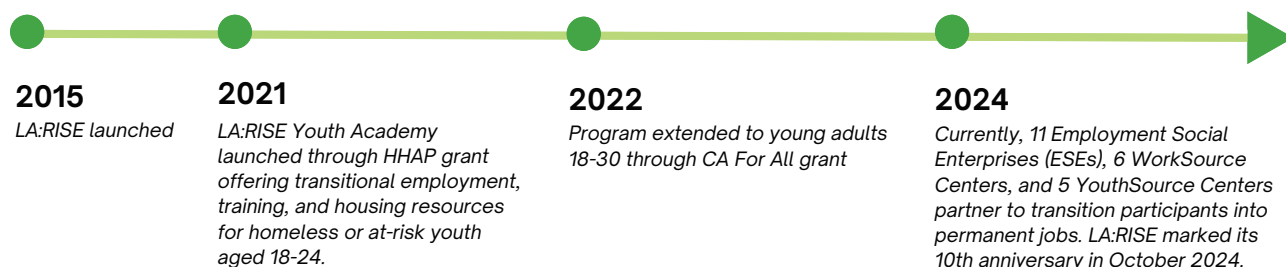 2015
LA:RISE launched
2021
LA:RISE Youth Academy
launched through HHAP grant
offering transitional employment,
training, and housing resources
for homeless or at-risk youth
aged 18-24.
2022
Program extended to young adults
18-30 through CA For All grant
2024
Currently, 11 Employment Social
Enterprises (ESEs), 6 WorkSource
Centers, and 5 YouthSource Centers
partner to transition participants into
permanent jobs. LA:RISE marked its
10th anniversary in October 2024.